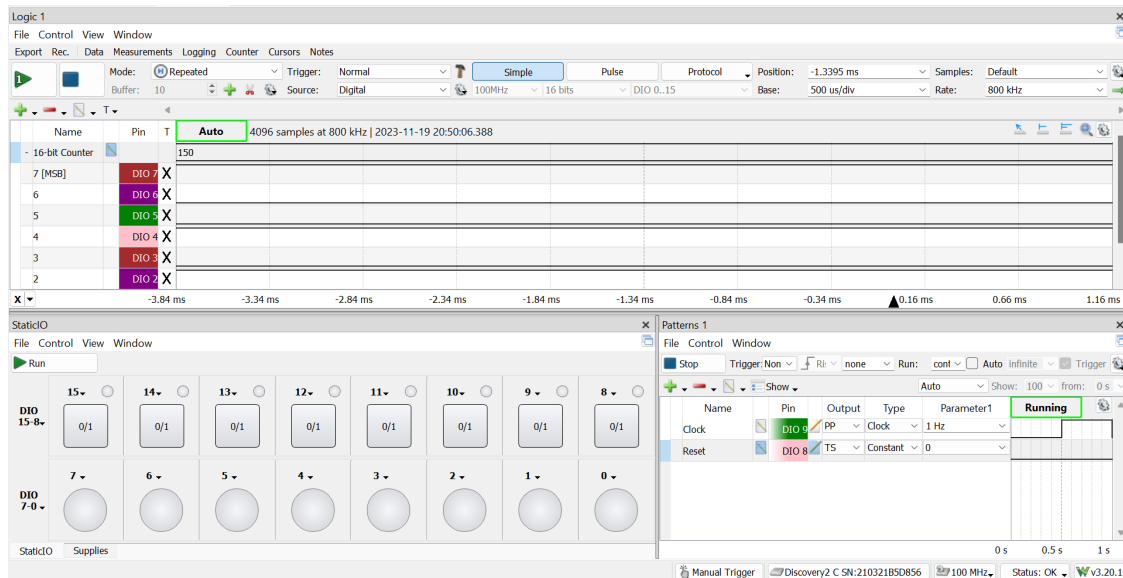 Logic 1
File Control View Window
Export Rec. Data Measurements Logging Counter Cursors Notes
Mode: Repeated Trigger: Normal Simple Pulse Protocol Position: -1.3395 ms Samples: Default
Buffer: 10 Source: Digital 100MHz 16 bits DIO 0..15 Base: 500 us/div Rate: 800 kHz
T
Name Pin T Auto 4096 samples at 800 kHz | 2023-11-19 20:50:06.388
- 16-bit Counter 150
7 [MSB] DIO 7 X
6 DIO 6 X
5 DIO 5 X
4 DIO 4 X
3 DIO 3 X
2 DIO 2 X
X -3.84 ms -3.34 ms -2.84 ms -2.34 ms -1.84 ms -1.34 ms -0.84 ms -0.34 ms 0.16 ms 0.66 ms 1.16 ms
StaticIO
File Control View Window
Run
15 14 13 12 11 10 9 8
DIO
15-8
0/1 0/1 0/1 0/1 0/1 0/1 0/1 0/1
7 6 5 4 3 2 1 0
DIO
7-0
StaticIO Supplies
Patterns 1
File Control Window
Stop Trigger: Non Ris none Run: cont Auto Infinite Trigger
Show Auto Show: 100 from: 0 s
Name Pin Output Type Parameter1 Running
Clock DIO 9 PP Clock 1 Hz
Reset DIO 8 TS Constant 0
0 s 0.5 s 1 s
Manual Trigger Discovery2 C SN:210321B5D856 100 MHz Status: OK v3.20.1